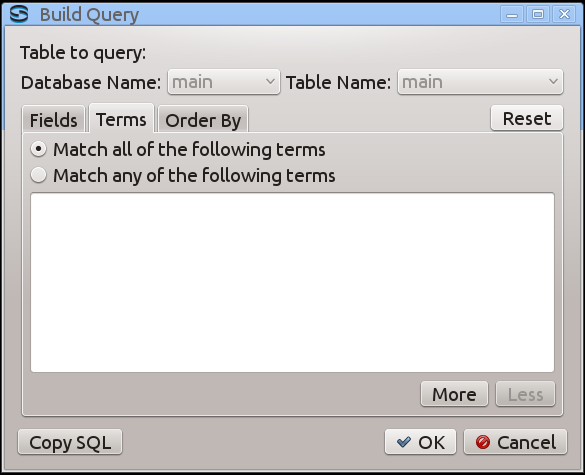 Build Query
Table to query:
Database Name: main Table Name: main
Fields Terms Order By Reset
Match all of the following terms
Match any of the following terms
More Less
Copy SQL OK Cancel